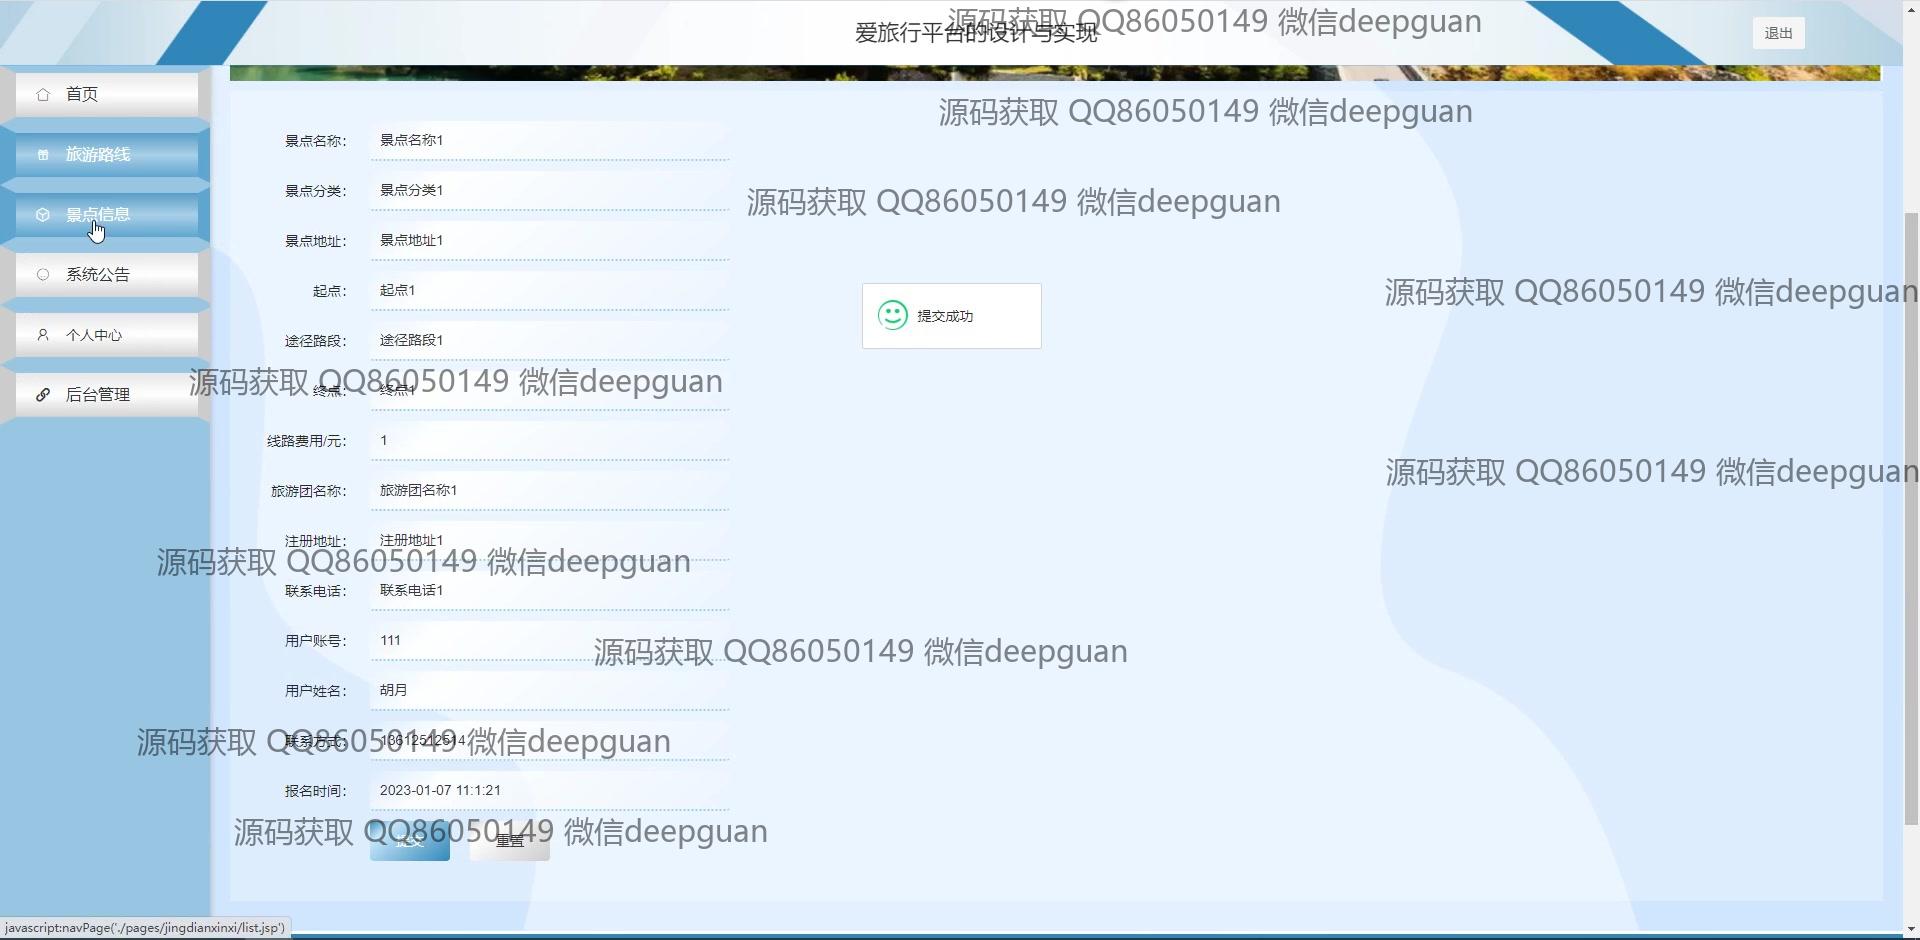 源码获取 QQ86050149 微信deepguan
爱旅行平台的设计与实现
退出
首页
旅游路线
景点信息
系统公告
个人中心
后台管理
源码获取 QQ86050149 微信deepguan
景点名称： 景点名称1
景点分类： 景点分类1
源码获取 QQ86050149 微信deepguan
景点地址： 景点地址1
起点： 起点1
源码获取 QQ86050149 微信deepguan
提交成功
途径路段： 途径路段1
源码获取 QQ86050149 微信deepguan
终点： 终点1
线路费用/元： 1
源码获取 QQ86050149 微信deepguan
旅游团名称： 旅游团名称1
注册地址： 注册地址1
源码获取 QQ86050149 微信deepguan
联系电话： 联系电话1
用户账号： 111
源码获取 QQ86050149 微信deepguan
用户姓名： 胡月
联系方式： 13612512514
源码获取 QQ86050149 微信deepguan
报名时间： 2023-01-07 11:1:21
源码获取 QQ86050149 微信deepguan
提交 重置
javascript:navPage('./pages/jingdianxinxi/list.jsp')